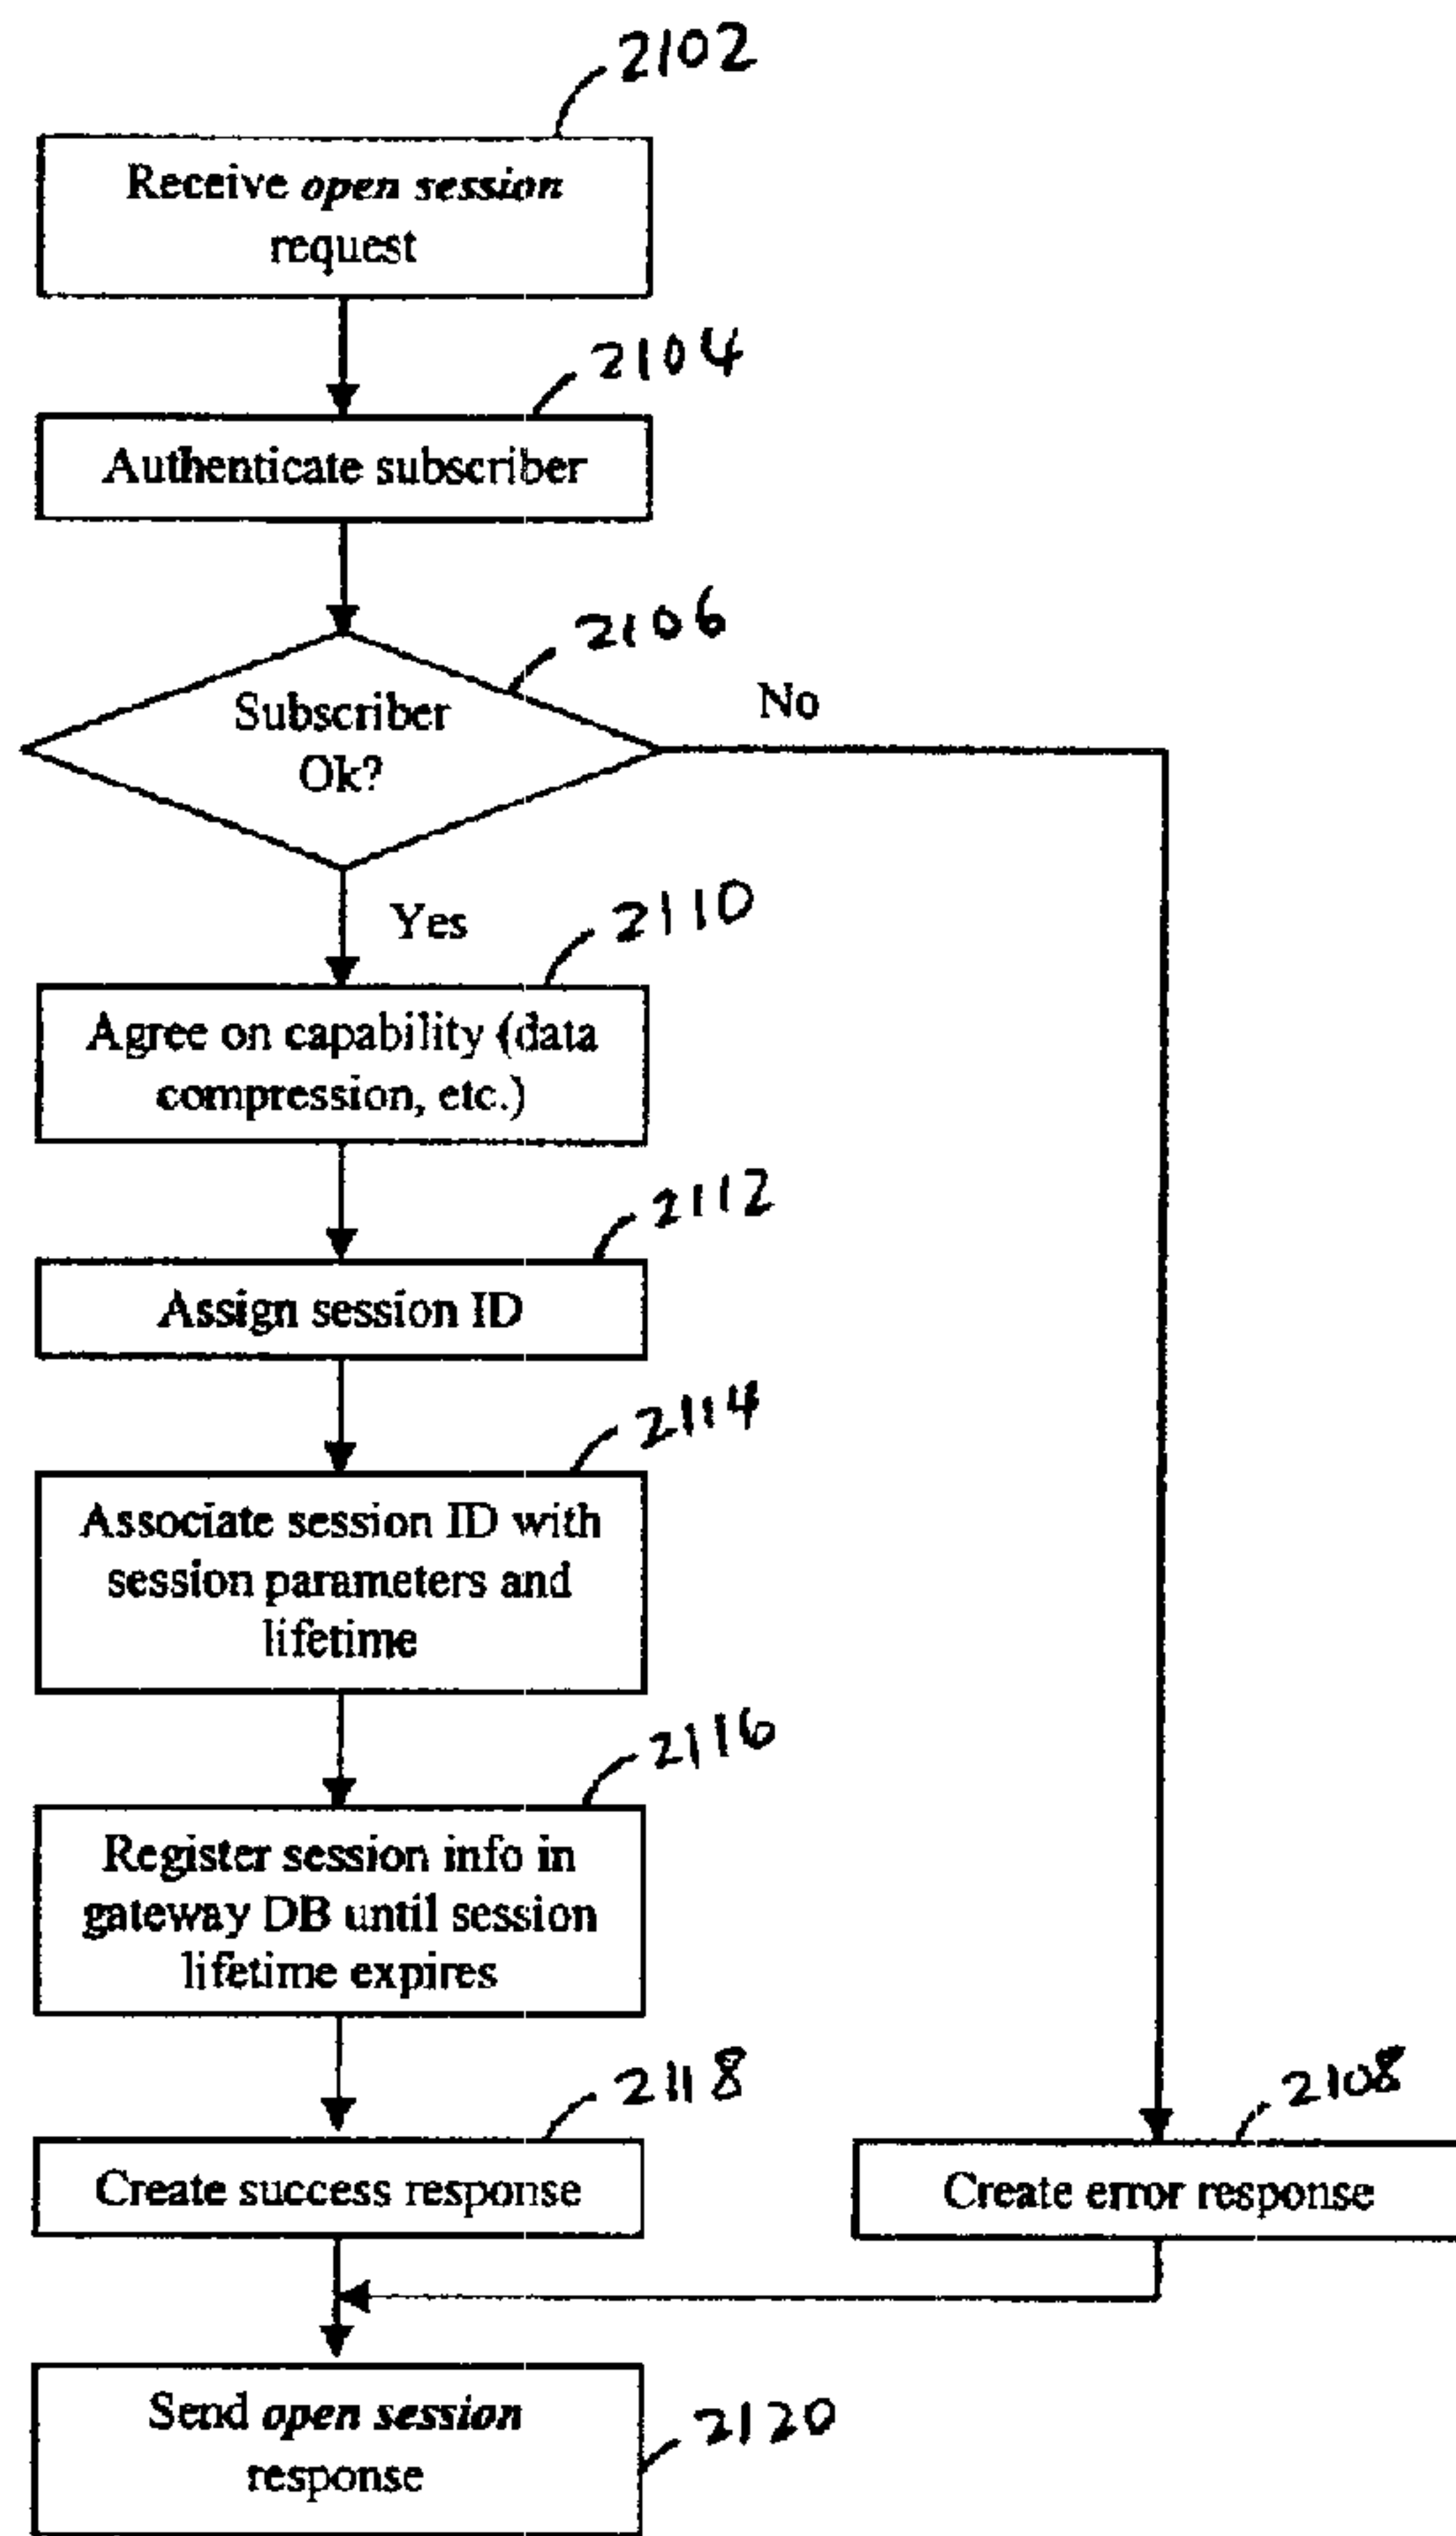 2102
Receive open session
request
2104
Authenticate subscriber
2106
Subscriber
Ok?
No
Yes
2110
Agree on capability (data
compression, etc.)
2112
Assign session ID
2114
Associate session ID with
session parameters and
lifetime
2116
Register session info in
gateway DB until session
lifetime expires
2118
Create success response
2108
Create error response
Send open session
response
2120